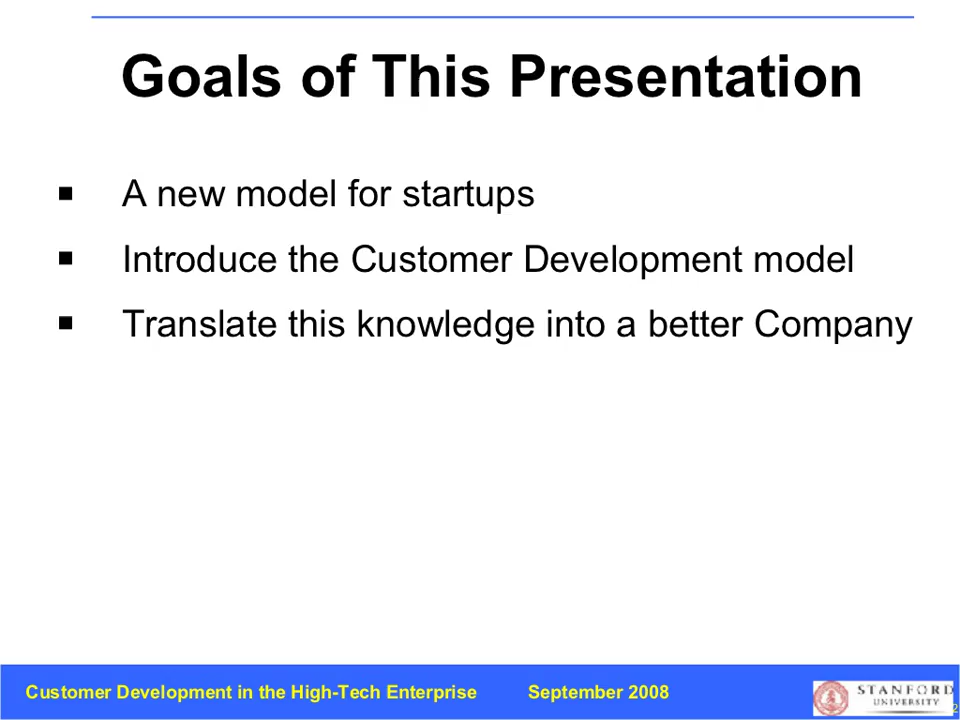 Goals of This Presentation
A new model for startups
Introduce the Customer Development model
Translate this knowledge into a better Company
Customer Development in the High-Tech Enterprise September 2008
STANFORD
UNIVERSITY
2